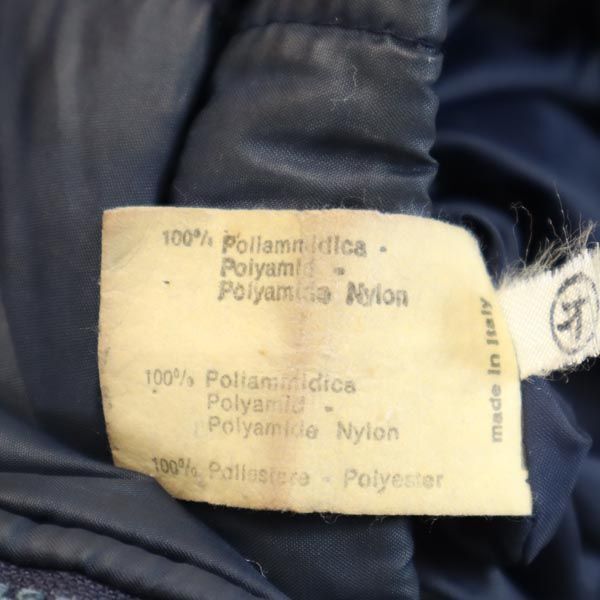 100% Poliammidica -
Polyamid -
Polyamide Nylon
100% Poliammidica
Polyamid -
Polyamide Nylon
100% Poliestere - Polyester
made in Italy